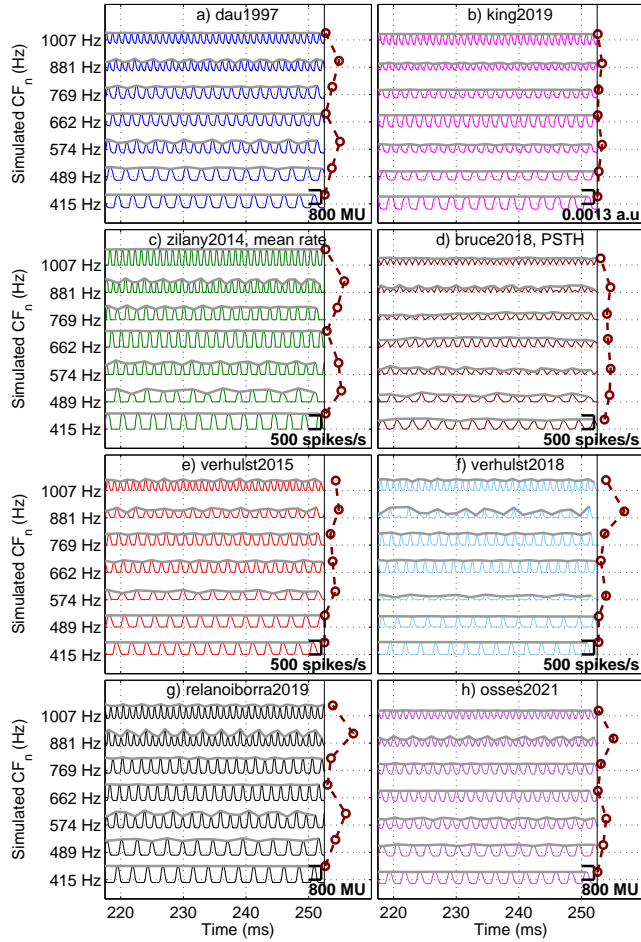 a) dau1997
b) king2019
Simulated CFn (Hz)
1007 Hz
881 Hz
769 Hz
662 Hz
574 Hz
489 Hz
415 Hz
800 MU
0.0013 a.u
c) zilany2014, mean rate
d) bruce2018, PSTH
Simulated CFn (Hz)
1007 Hz
881 Hz
769 Hz
662 Hz
574 Hz
489 Hz
415 Hz
500 spikes/s
500 spikes/s
e) verhulst2015
f) verhulst2018
Simulated CFn (Hz)
1007 Hz
881 Hz
769 Hz
662 Hz
574 Hz
489 Hz
415 Hz
500 spikes/s
500 spikes/s
g) relanoiborra2019
h) osses2021
Simulated CFn (Hz)
1007 Hz
881 Hz
769 Hz
662 Hz
574 Hz
489 Hz
415 Hz
800 MU
800 MU
220 230 240 250
220 230 240 250
Time (ms)
Time (ms)